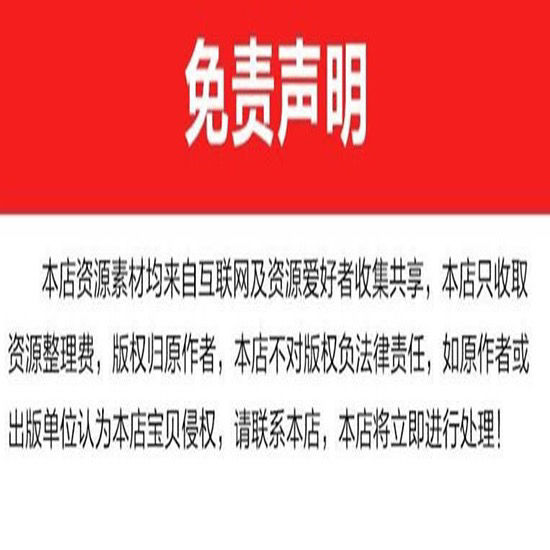 免责声明
本店资源素材均来自互联网及资源爱好者收集共享，本店只收取
资源整理费，版权归原作者，本店不对版权负法律责任，如原作者或
出版单位认为本店宝贝侵权，请联系本店，本店将立即进行处理！